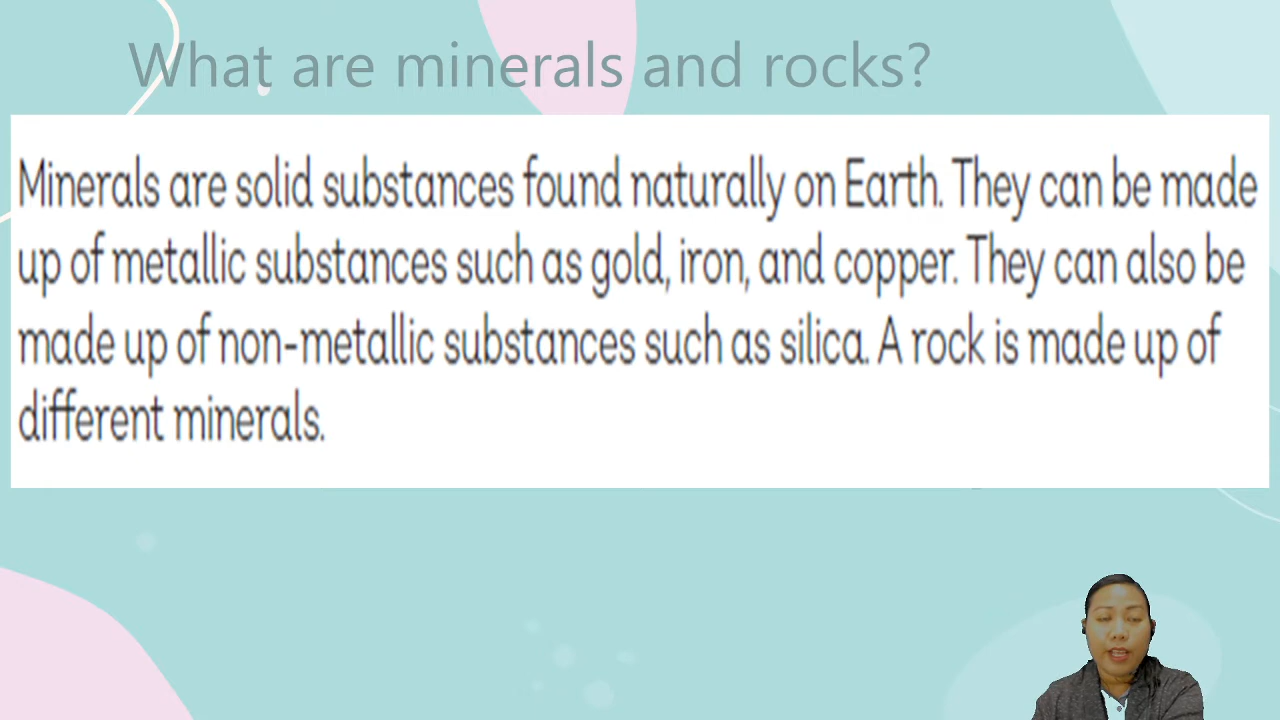 What are minerals and rocks?
Minerals are solid substances found naturally on Earth. They can be made
up of metallic substances such as gold, iron, and copper. They can also be
made up of non-metallic substances such as silica. A rock is made up of
different minerals.